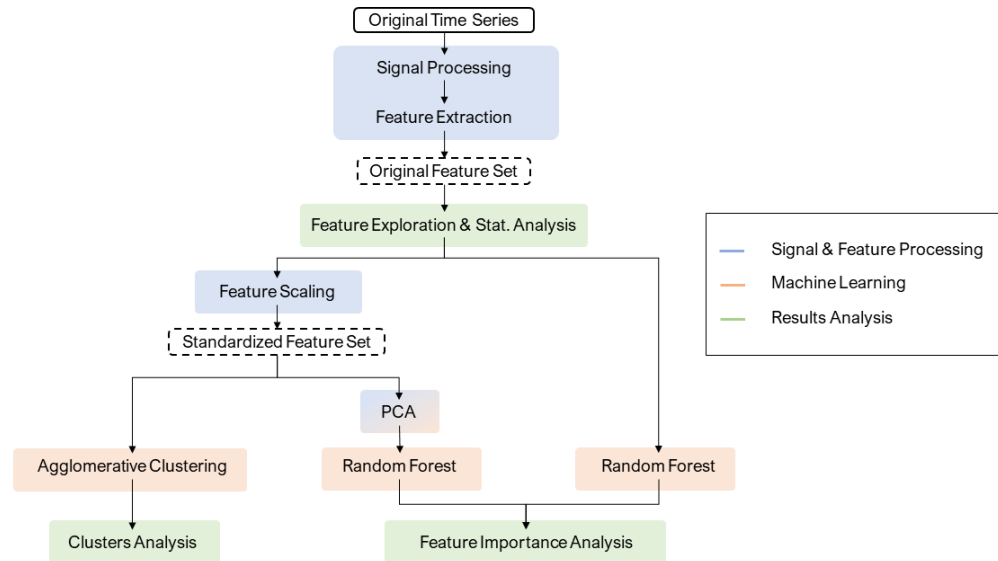 Original Time Series
Signal Processing
Feature Extraction
Original Feature Set
Feature Exploration & Stat. Analysis
Signal & Feature Processing
Machine Learning
Results Analysis
Feature Scaling
Standardized Feature Set
PCA
Agglomerative Clustering
Random Forest
Random Forest
Clusters Analysis
Feature Importance Analysis